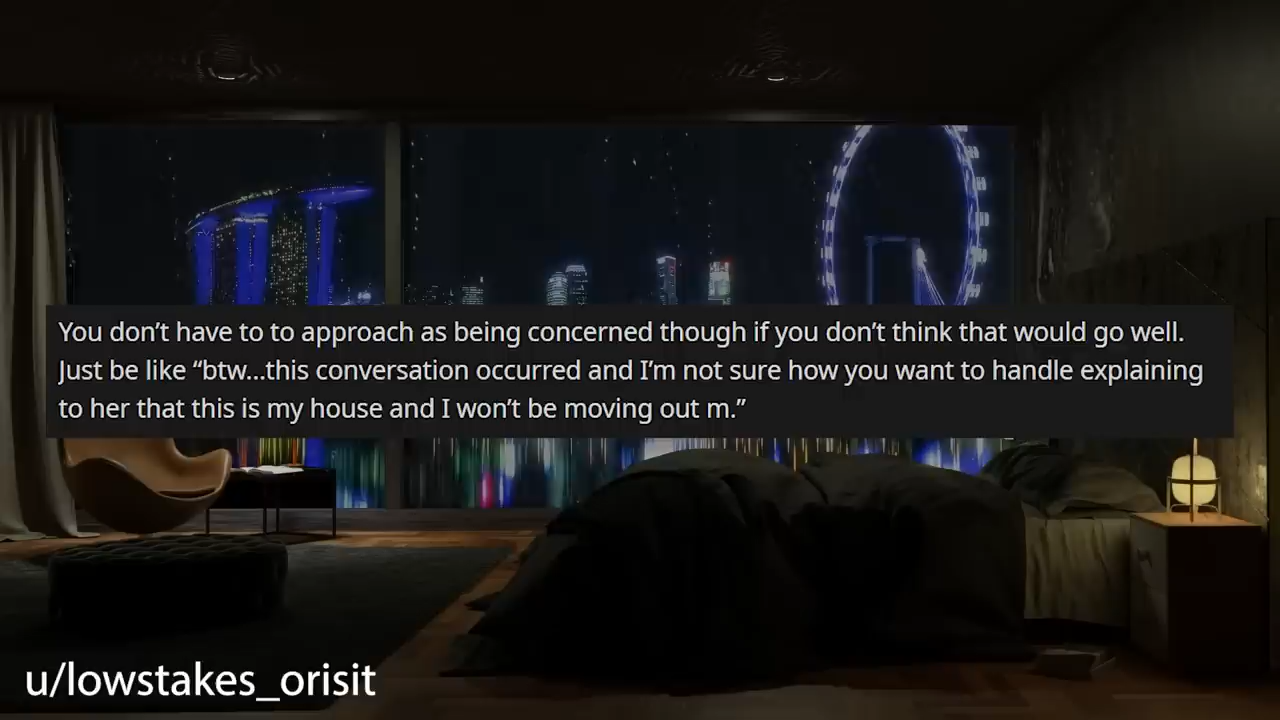 You don’t have to to approach as being concerned though if you don’t think that would go well.
Just be like “btw...this conversation occurred and I’m not sure how you want to handle explaining
to her that this is my house and I won’t be moving out m.”
u/lowstakes_orisit